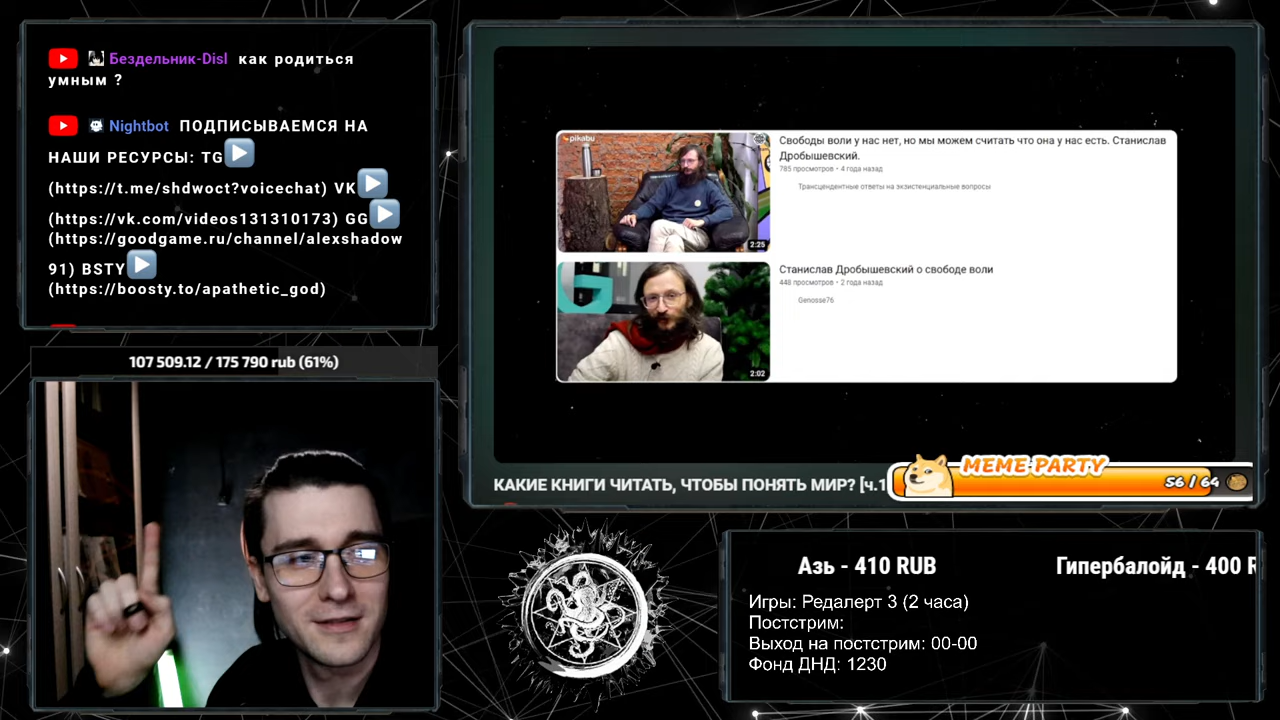 Бездельник-Disl как родиться
умным ?
Nightbot ПОДПИСЫВАЕМСЯ НА
НАШИ РЕСУРСЫ: TG
(https://t.me/shdwoct?voicechat) VK
(https://vk.com/videos131310173) GG
(https://goodgame.ru/channel/alexshadow
91) BSTY
(https://boosty.to/apathetic_god)
107 509.12 / 175 790 rub (61%)
pikabu
2:25
Свободы воли у нас нет, но мы можем считать что она у нас есть. Станислав
Дробышевский.
785 просмотров • 4 года назад
Трансцендентные ответы на экзистенциальные вопросы
2:02
Станислав Дробышевский о свободе воли
448 просмотров • 2 года назад
Genosse76
КАКИЕ КНИГИ ЧИТАТЬ, ЧТОБЫ ПОНЯТЬ МИР? [ч.1
MEME PARTY
56 / 64
Азь - 410 RUB
Гипербалойд - 400 R
Игры: Редалерт 3 (2 часа)
Постстрим:
Выход на постстрим: 00-00
Фонд ДНД: 1230